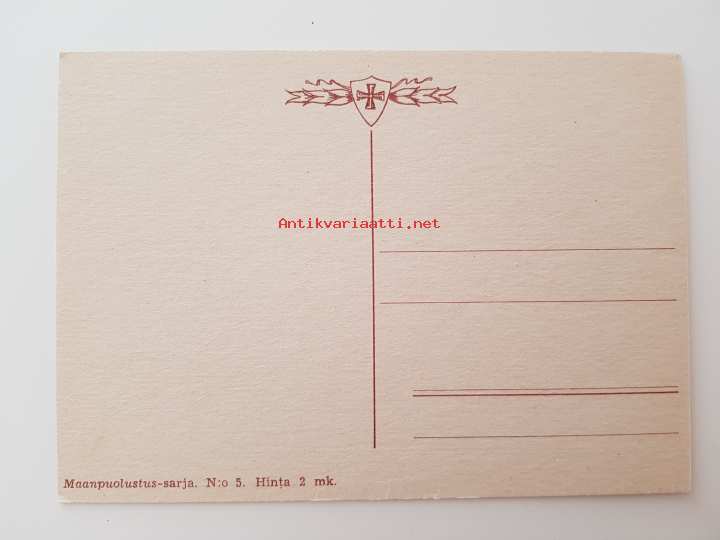 Antikvariaatti.net
Maanpuolustus-sarja. N:o 5. Hinta 2 mk.